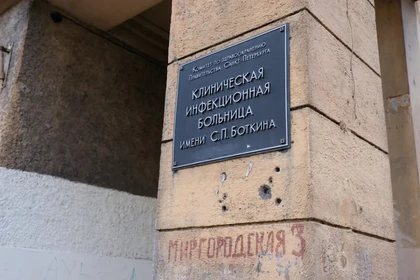 Комитет по здравоохранению
Правительства Санкт-Петербурга
КЛИНИЧЕСКАЯ
ИНФЕКЦИОННАЯ
БОЛЬНИЦА
ИМЕНИ С.П. БОТКИНА
МИРГОРОДСКАЯ 3